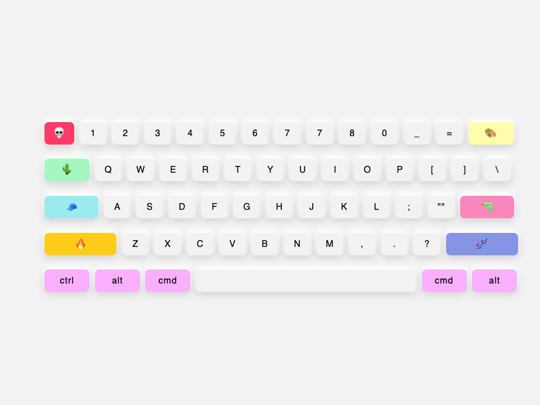 1 2 3 4 5 6 7 7 8 0 _ =
Q W E R T Y U I O P [ ] \
A S D F G H J K L ; ""
Z X C V B N M , . ?
ctrl alt cmd cmd alt